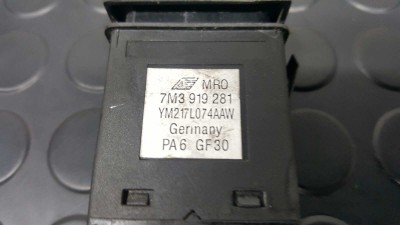 MRO
7M3 919 281
YM217L074AAW
Germany
PA6 GF30